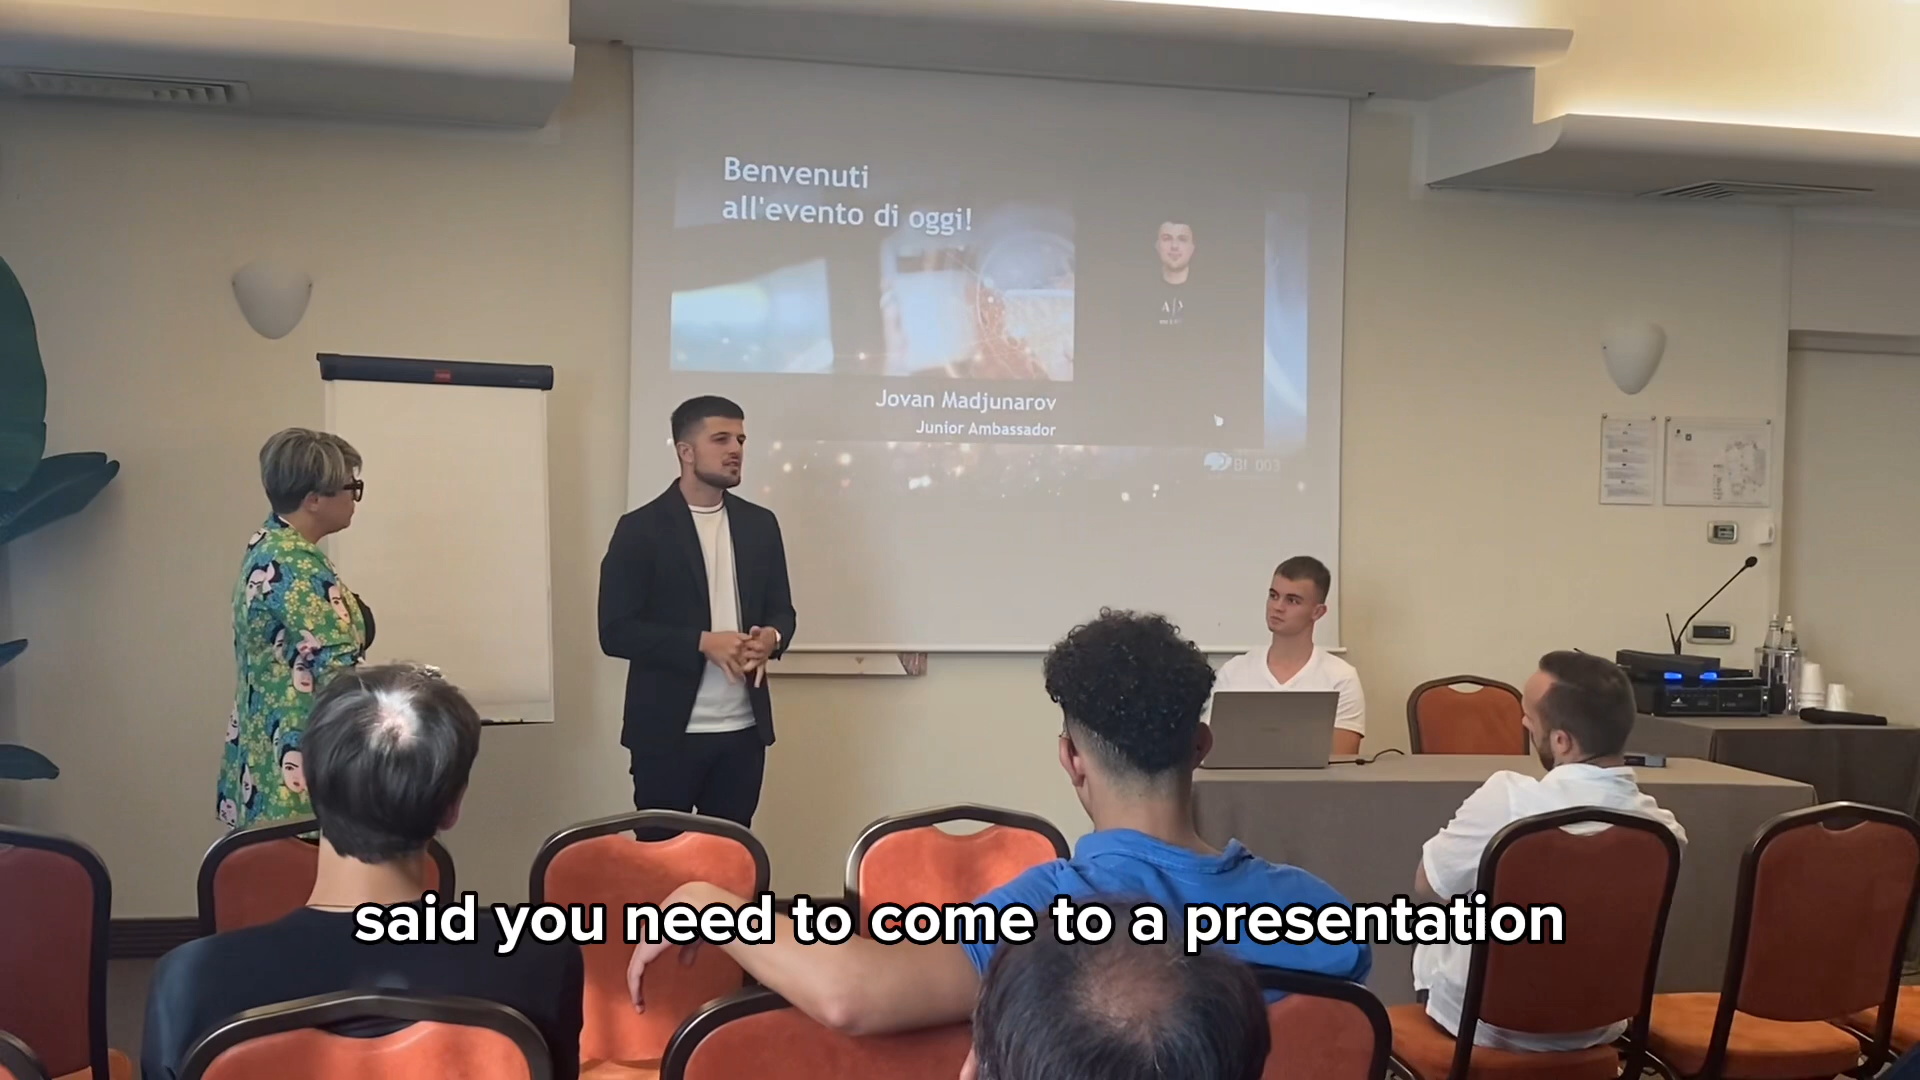 Benvenuti
all'evento di oggi!
Jovan Madjunarov
Junior Ambassador
said you need to come to a presentation